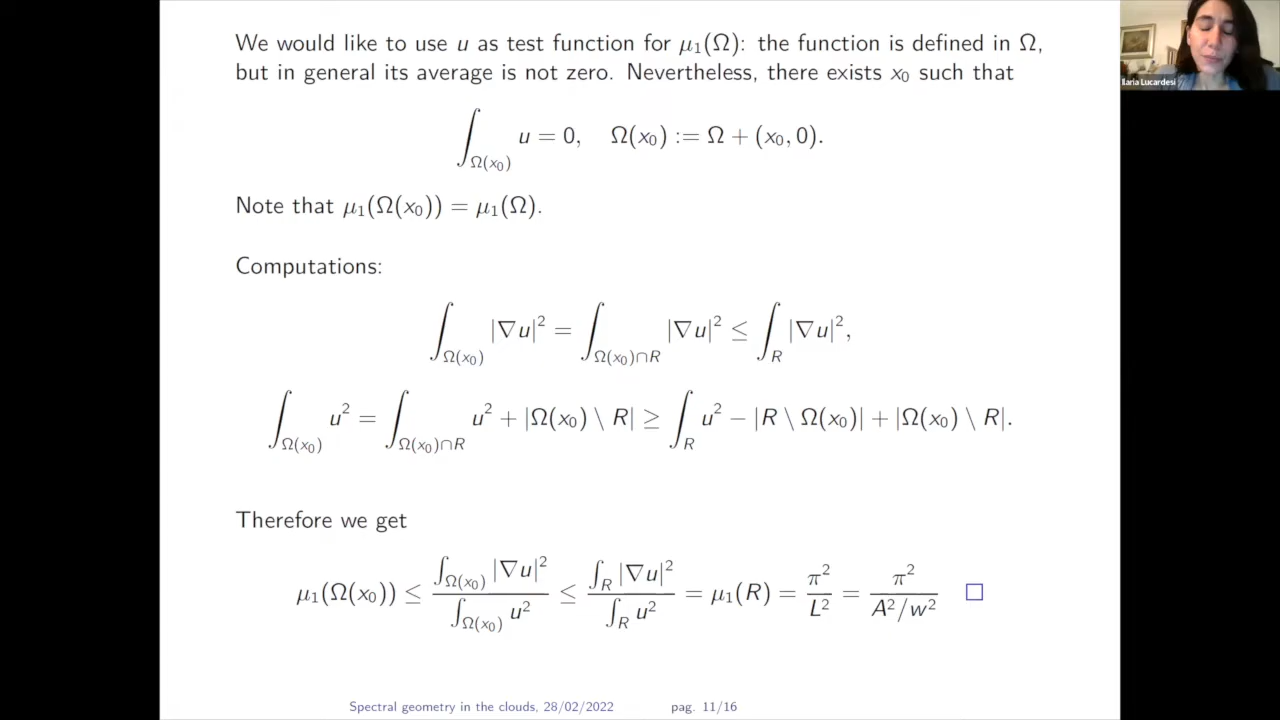 We would like to use u as test function for μ₁(Ω): the function is defined in Ω,
but in general its average is not zero. Nevertheless, there exists x₀ such that
∫_{Ω(x₀)} u = 0, Ω(x₀) := Ω + (x₀, 0).
Note that μ₁(Ω(x₀)) = μ₁(Ω).
Computations:
∫_{Ω(x₀)} |∇u|² = ∫_{Ω(x₀)∩R} |∇u|² ≤ ∫_R |∇u|²,
∫_{Ω(x₀)} u² = ∫_{Ω(x₀)∩R} u² + |Ω(x₀) \ R| ≥ ∫_R u² − |R \ Ω(x₀)| + |Ω(x₀) \ R|.
Therefore we get
μ₁(Ω(x₀)) ≤ ∫_{Ω(x₀)} |∇u|² / ∫_{Ω(x₀)} u² ≤ ∫_R |∇u|² / ∫_R u² = μ₁(R) = π² / L² = π² / A²/w² □
Spectral geometry in the clouds, 28/02/2022 pag. 11/16
Ilaria Lucardesi